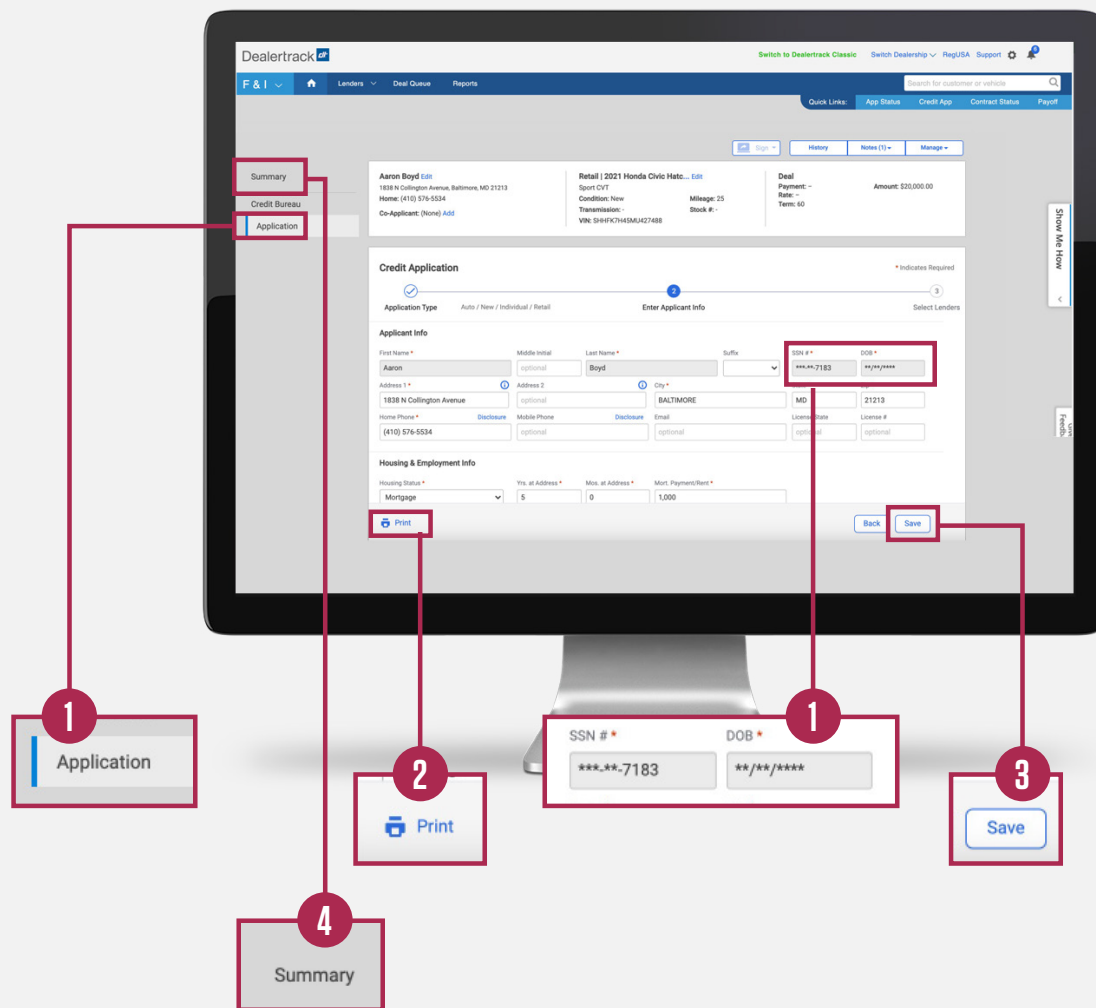 Dealertrack dt
Switch to Dealertrack Classic Switch Dealership RegUSA Support
F & I Lenders Deal Queue Reports Search for customer or vehicle
Quick Links: App Status Credit App Contract Status Payoff
Sign History Notes (1) Manage
Summary
Credit Bureau
Application
Aaron Boyd Edit
1838 N Collington Avenue, Baltimore, MD 21213
Home: (410) 576-5534
Co-Applicant: (None) Add
Retail | 2021 Honda Civic Hatc... Edit
Sport CVT
Condition: New Mileage: 25
Transmission: - Stock #: -
VIN: SHHFK7H45MU427488
Deal
Payment: – Amount: $20,000.00
Rate: –
Term: 60
Show Me How
Credit Application * Indicates Required
2 3
Application Type Auto / New / Individual / Retail Enter Applicant Info Select Lenders
Applicant Info
First Name * Middle Initial Last Name * Suffix SSN # * DOB *
Aaron optional Boyd ***-**-7183 **/**/****
Address 1 * Address 2 City *
1838 N Collington Avenue optional BALTIMORE MD 21213
Home Phone * Disclosure Mobile Phone Disclosure Email License State License #
(410) 576-5534 optional optional optional optional
Housing & Employment Info
Housing Status * Yrs. at Address * Mos. at Address * Mort. Payment/Rent *
Mortgage 5 0 1,000
Print Back Save
1
Application
2
Print
1
SSN # * DOB *
***-**-7183 **/**/****
3
Save
4
Summary